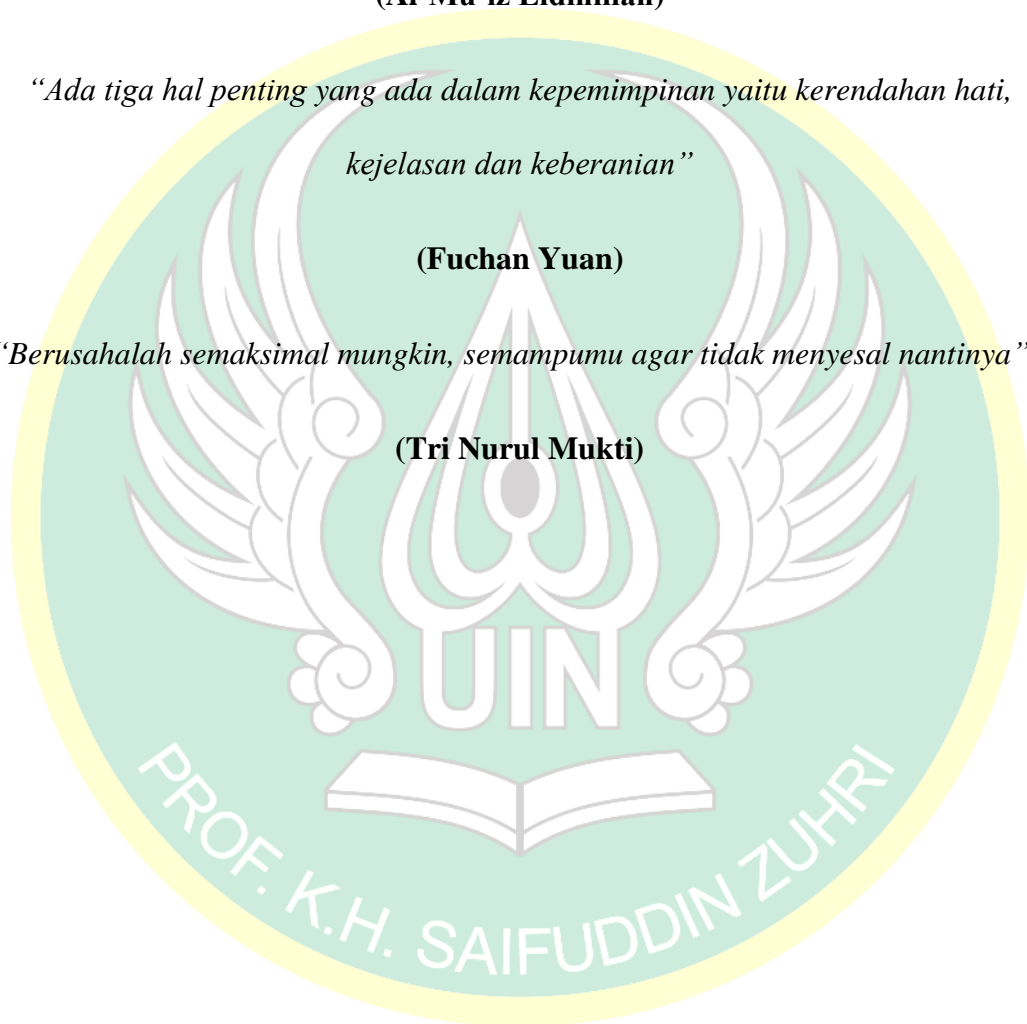 “Ada tiga hal penting yang ada dalam kepemimpinan yaitu kerendahan hati,
kejelasan dan keberanian”
(Fuchan Yuan)
“Berusahalah semaksimal mungkin, semampumu agar tidak menyesal nantinya”
(Tri Nurul Mukti)
UIN
PROF. K.H. SAIFUDDIN ZUHRI